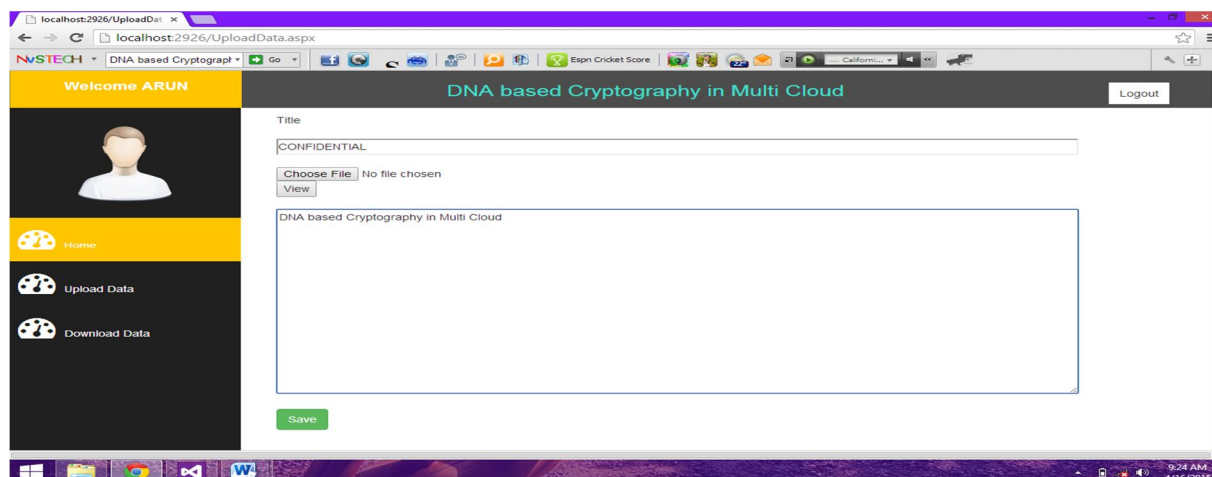 localhost:2926/UploadDat ×
localhost:2926/UploadData.aspx
NVSTECH DNA based Cryptograph Go Espn Cricket Score Californi...
Welcome ARUN
DNA based Cryptography in Multi Cloud
Logout
Title
CONFIDENTIAL
Choose File No file chosen
View
DNA based Cryptography in Multi Cloud
Home
Upload Data
Download Data
Save
9:24 AM